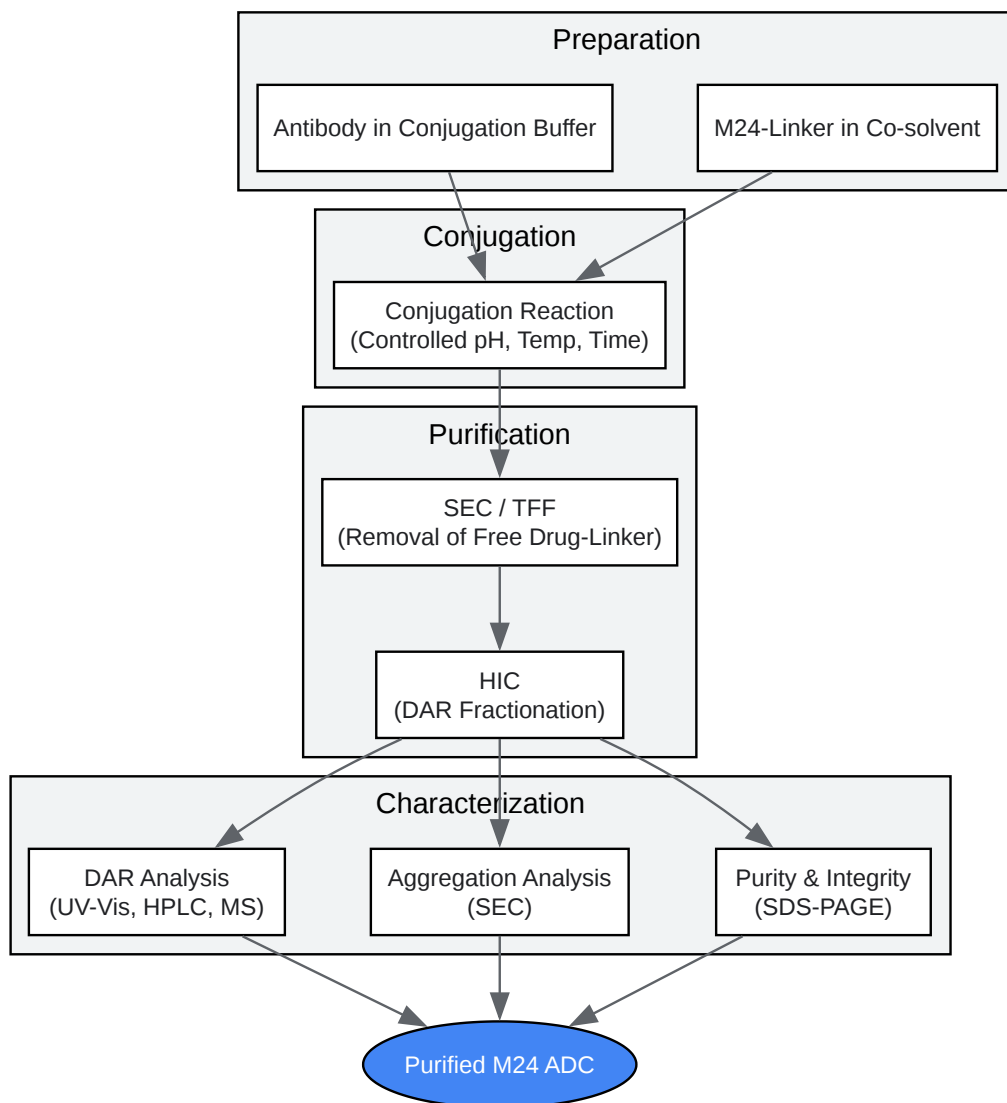 Preparation
Antibody in Conjugation Buffer
M24-Linker in Co-solvent
Conjugation
Conjugation Reaction
(Controlled pH, Temp, Time)
Purification
SEC / TFF
(Removal of Free Drug-Linker)
HIC
(DAR Fractionation)
Characterization
DAR Analysis
(UV-Vis, HPLC, MS)
Aggregation Analysis
(SEC)
Purity & Integrity
(SDS-PAGE)
Purified M24 ADC